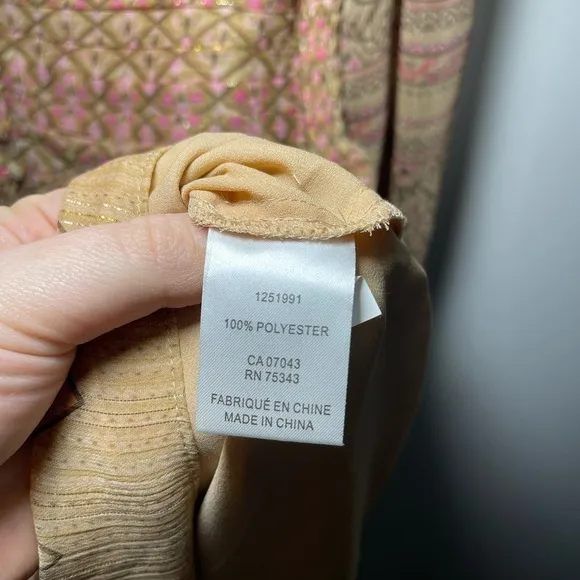 1251991
100% POLYESTER
CA 07043
RN 75343
FABRIQUÉ EN CHINE
MADE IN CHINA